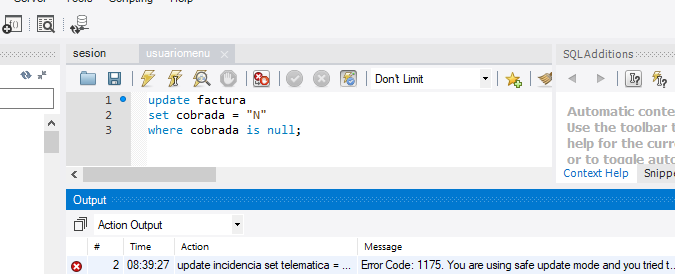 Tools Scripting Help
sesion usuariomenu SQLAdditions
Don't Limit
1 update factura
2 set cobrada = "N"
3 where cobrada is null;
Automatic conte
Use the toolbar t
help for the curre
or to toggle auto
Context Help Snippe
Output
Action Output
# Time Action Message
2 08:39:27 update incidencia set telematica = ... Error Code: 1175. You are using safe update mode and you tried t...